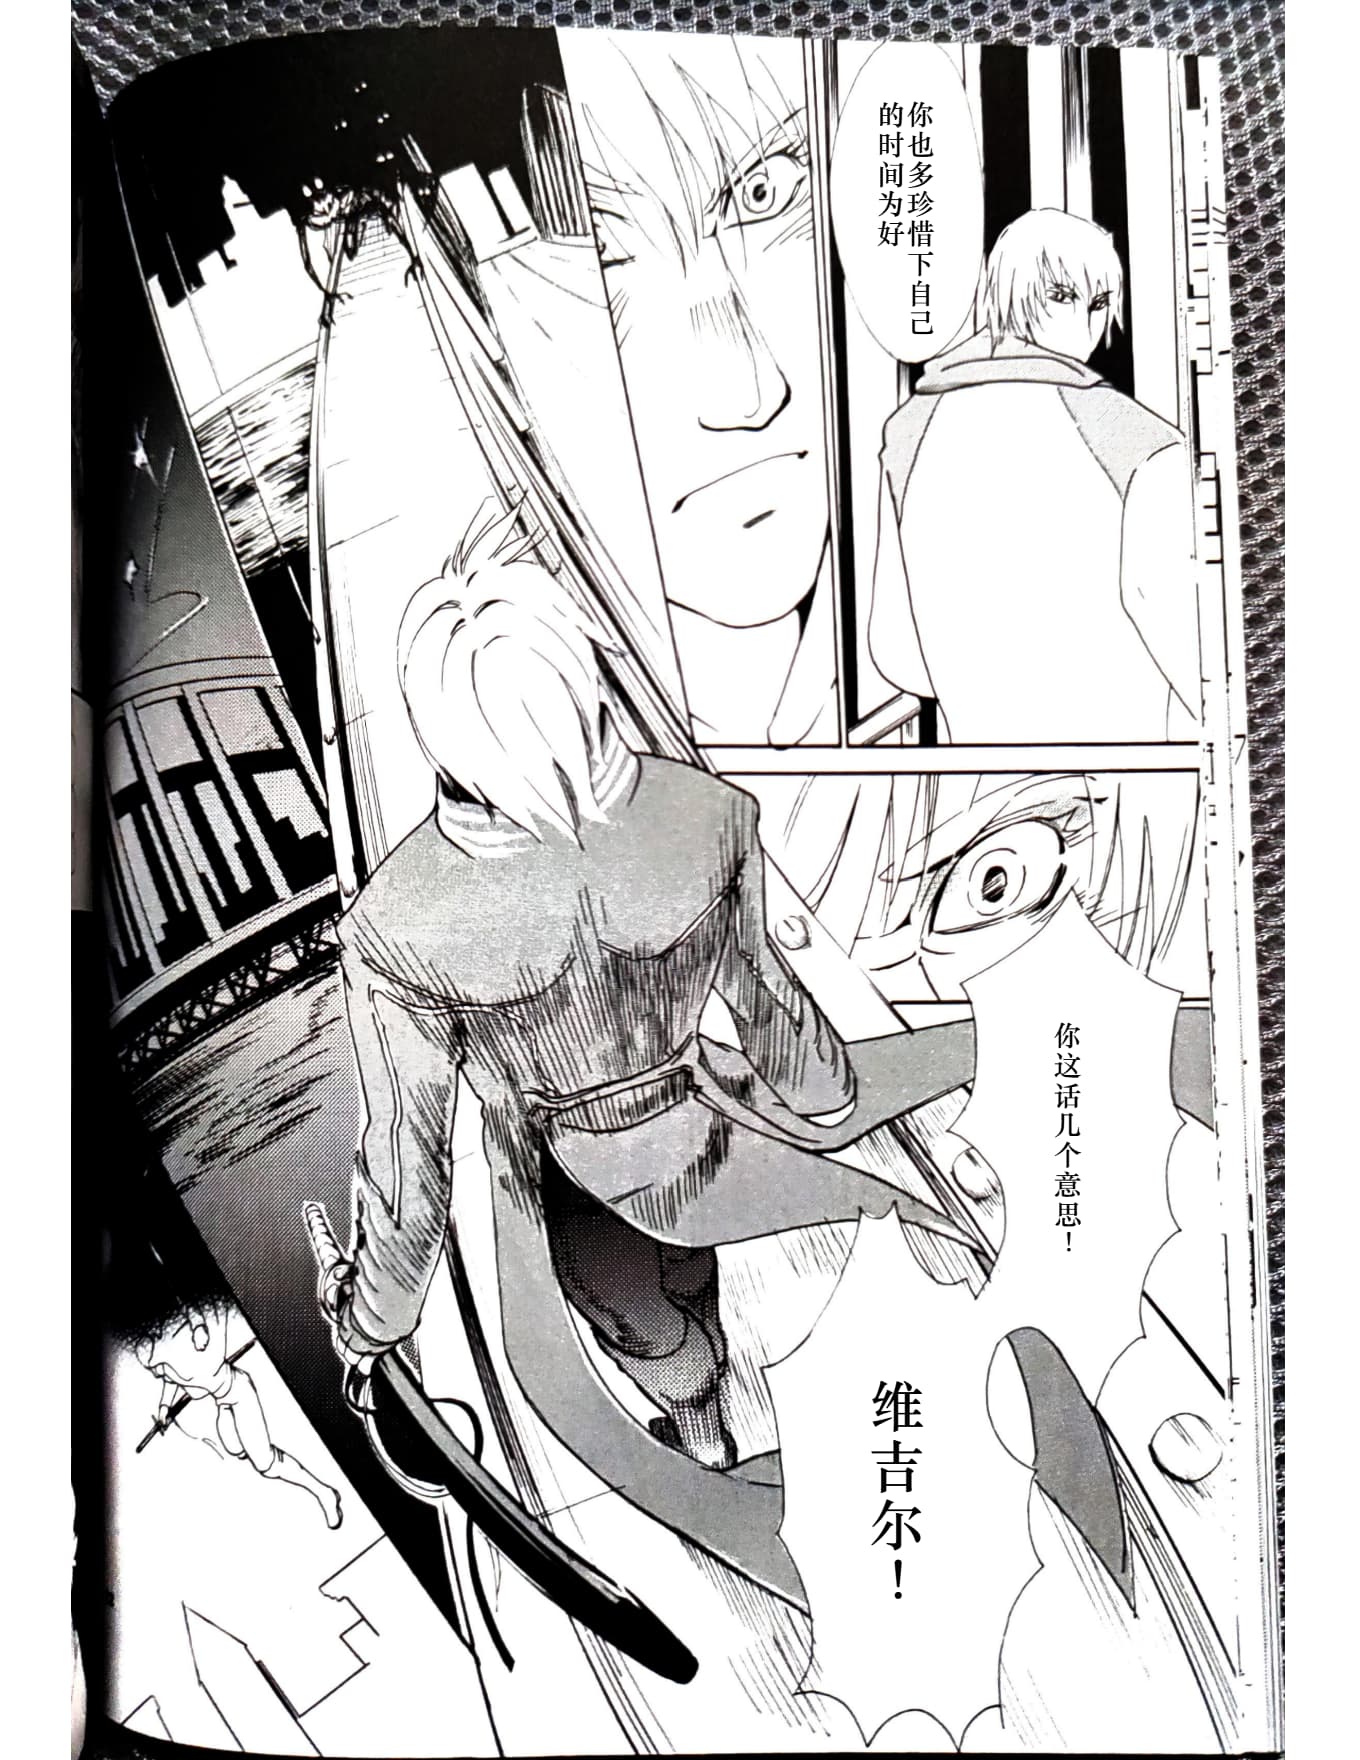 你也多珍惜下自己
的时间为好
你这话几个意思！
维吉尔！